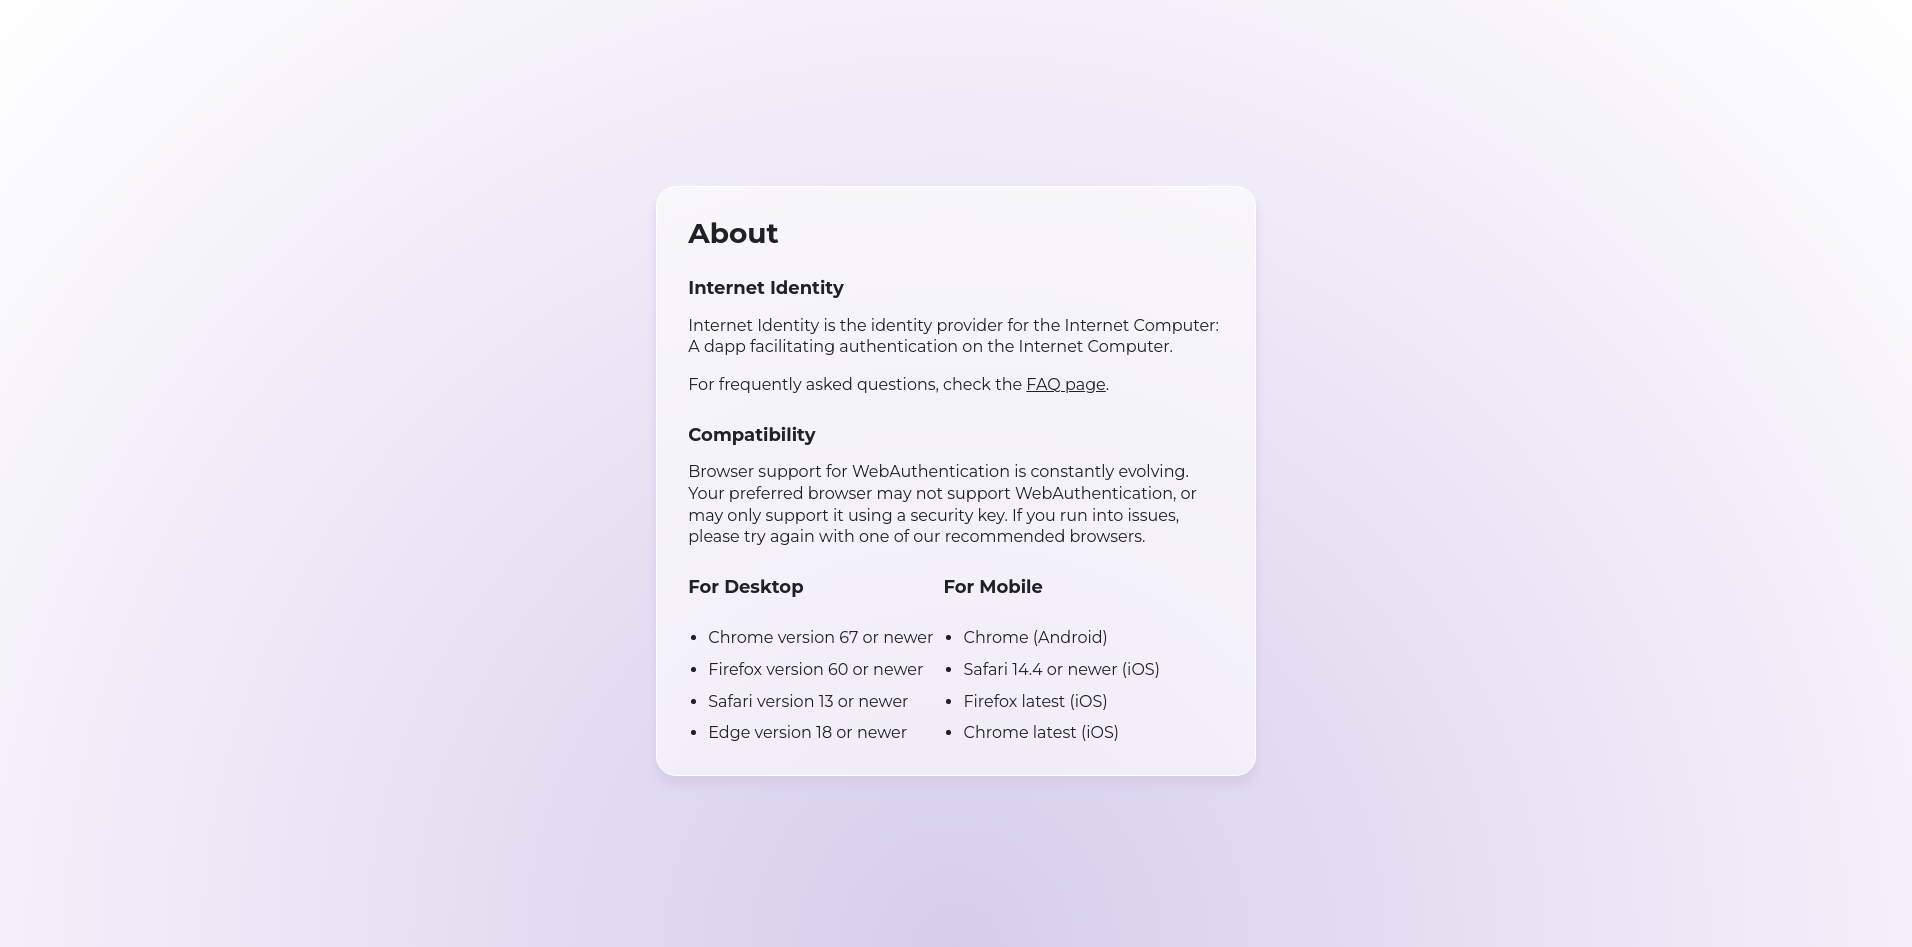 About
Internet Identity
Internet Identity is the identity provider for the Internet Computer:
A dapp facilitating authentication on the Internet Computer.
For frequently asked questions, check the FAQ page.
Compatibility
Browser support for WebAuthentication is constantly evolving.
Your preferred browser may not support WebAuthentication, or
may only support it using a security key. If you run into issues,
please try again with one of our recommended browsers.
For Desktop
• Chrome version 67 or newer
• Firefox version 60 or newer
• Safari version 13 or newer
• Edge version 18 or newer
For Mobile
• Chrome (Android)
• Safari 14.4 or newer (iOS)
• Firefox latest (iOS)
• Chrome latest (iOS)